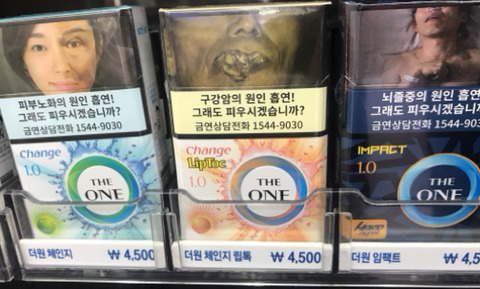 피부노화의 원인 흡연!
그래도 피우시겠습니까?
금연상담전화 1544-9030
Change
1.0
THE
ONE
더원 체인지 ₩ 4,500
구강암의 원인 흡연!
그래도 피우시겠습니까?
금연상담전화 1544-9030
Change
LipToc
1.0
THE
ONE
더원 체인지 립톡 ₩ 4,500
뇌졸중의 원인 흡연!
그래도 피우시겠습니까?
금연상담전화 1544-9030
IMPACT
1.0
THE
ONE
더원 임팩트 ₩ 4,5